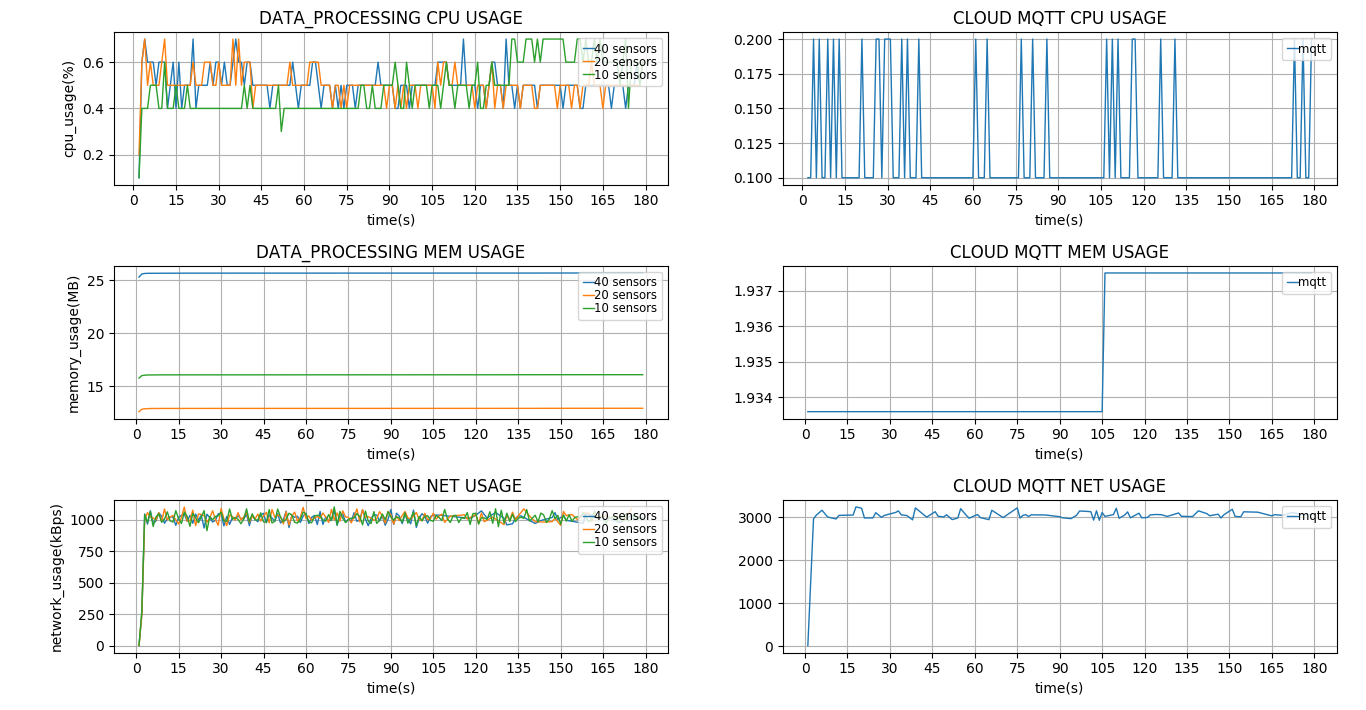 DATA_PROCESSING CPU USAGE
cpu_usage(%)
0.6
0.4
0.2
40 sensors
20 sensors
10 sensors
0 15 30 45 60 75 90 105 120 135 150 165 180
time(s)
CLOUD MQTT CPU USAGE
0.200
0.175
0.150
0.125
0.100
mqtt
0 15 30 45 60 75 90 105 120 135 150 165 180
time(s)
DATA_PROCESSING MEM USAGE
memory_usage(MB)
25
20
15
40 sensors
20 sensors
10 sensors
0 15 30 45 60 75 90 105 120 135 150 165 180
time(s)
CLOUD MQTT MEM USAGE
1.937
1.936
1.935
1.934
mqtt
0 15 30 45 60 75 90 105 120 135 150 165 180
time(s)
DATA_PROCESSING NET USAGE
network_usage(kBps)
1000
750
500
250
0
40 sensors
20 sensors
10 sensors
0 15 30 45 60 75 90 105 120 135 150 165 180
time(s)
CLOUD MQTT NET USAGE
3000
2000
1000
0
mqtt
0 15 30 45 60 75 90 105 120 135 150 165 180
time(s)